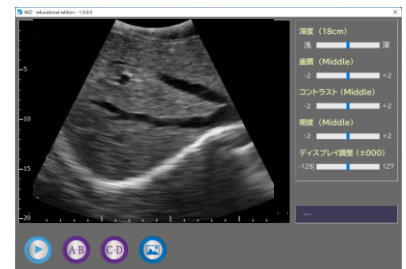 WiZ - educational edition - 1.0.0.0
深度 (18cm)
浅 深
画質 (Middle)
-2 +2
コントラスト (Middle)
-2 +2
明度 (Middle)
-2 +2
ディスプレイ調整 (±000)
-128 127
---
-5
-10
-15
-20
A-B C-D